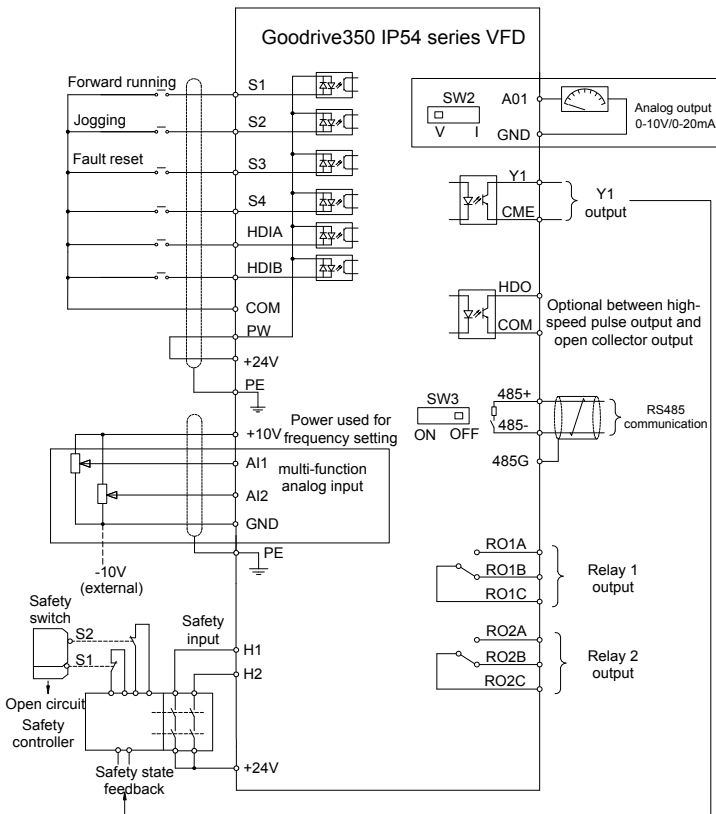 Goodrive350 IP54 series VFD
Forward running
S1
Jogging
S2
Fault reset
S3
S4
HDIA
HDIB
COM
PW
+24V
PE
SW2
V I
A01
GND
Analog output
0-10V/0-20mA
Y1
CME
Y1
output
HDO
COM
Optional between high-
speed pulse output and
open collector output
SW3
ON OFF
485+
485-
485G
RS485
communication
Power used for
frequency setting
+10V
AI1
multi-function
analog input
AI2
GND
PE
-10V
(external)
RO1A
RO1B
RO1C
Relay 1
output
RO2A
RO2B
RO2C
Relay 2
output
Safety
switch
S2
S1
Open circuit
Safety
controller
Safety
input
H1
H2
+24V
Safety state
feedback